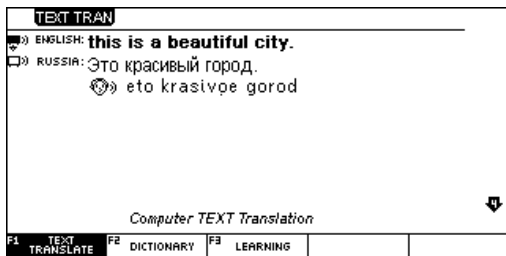 TEXT TRAN
ENGLISH: this is a beautiful city.
RUSSIA: Это красивый город.
eto krasivọe gorod
Computer TEXT Translation
F1 TEXT TRANSLATE F2 DICTIONARY F3 LEARNING